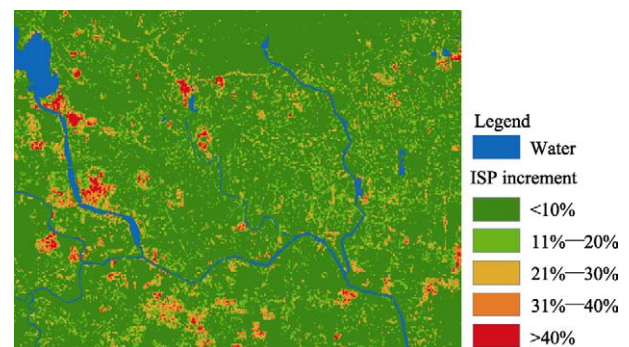 Legend
Water
ISP increment
<10%
11%—20%
21%—30%
31%—40%
>40%